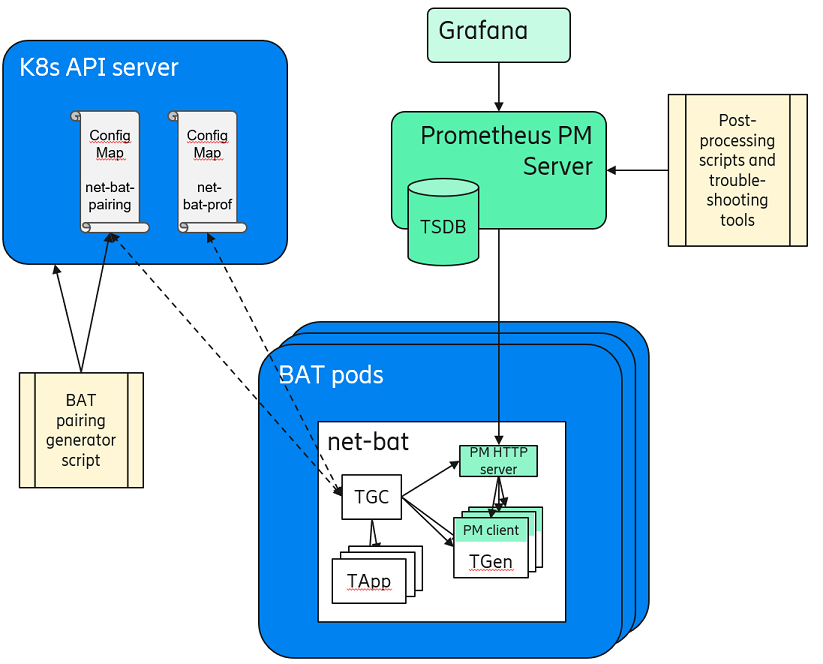 Grafana
K8s API server
Config
Map
net-bat-
pairing
Config
Map
net-
bat-prof
Prometheus PM
Server
TSDB
Post-
processing
scripts and
trouble-
shooting
tools
BAT
pairing
generator
script
BAT pods
net-bat
PM HTTP
server
TGC
PM client
TGen
TApp